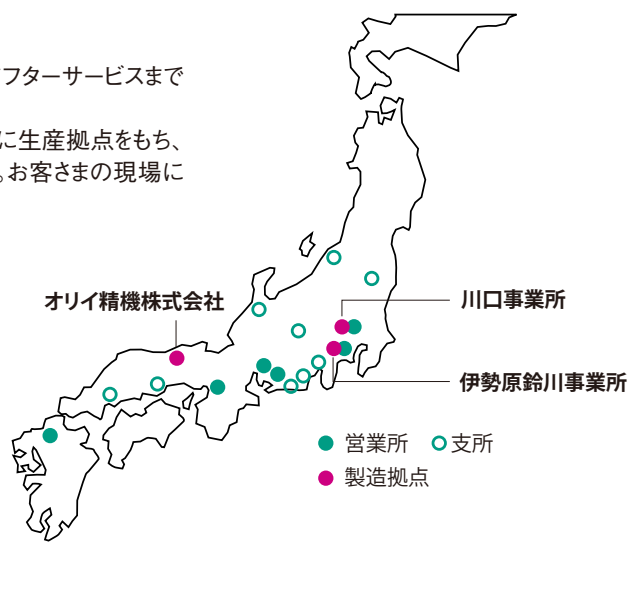 フターサービスまで
に生産拠点をもち、
。お客さまの現場に
オリイ精機株式会社
川口事業所
伊勢原鈴川事業所
営業所 支所
製造拠点